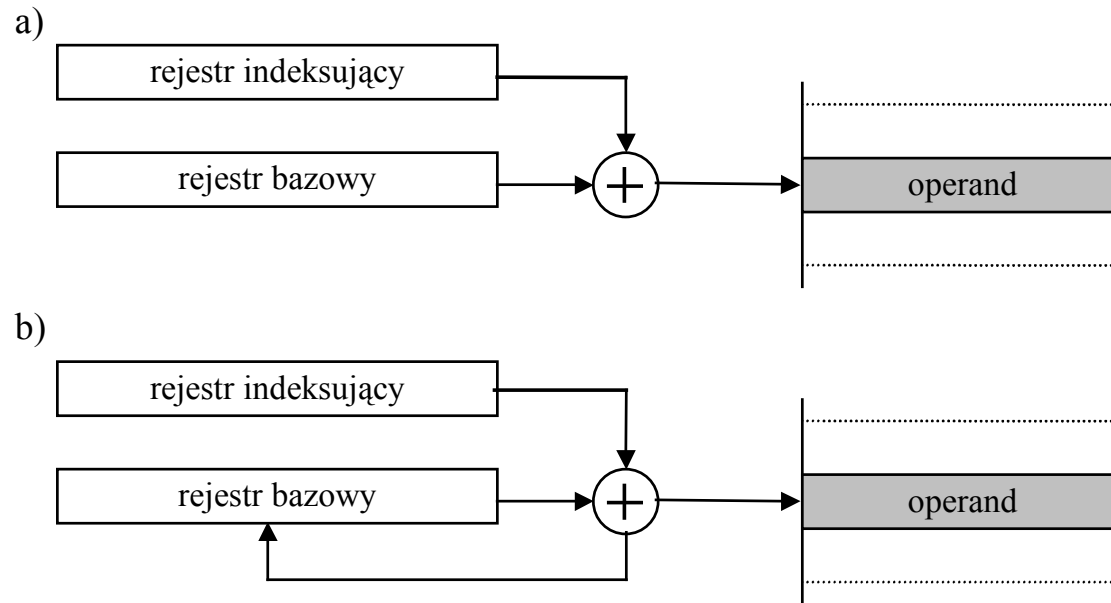 a)
rejestr indeksujący
rejestr bazowy
+
operand
b)
rejestr indeksujący
rejestr bazowy
+
operand